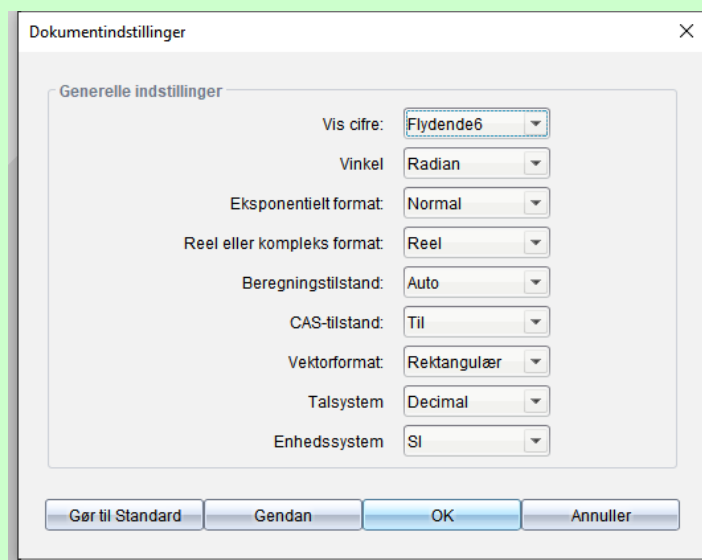 Dokumentindstillinger
Generelle indstillinger
Vis cifre: Flydende6
Vinkel Radian
Eksponentielt format: Normal
Reel eller kompleks format: Reel
Beregningstilstand: Auto
CAS-tilstand: Til
Vektorformat: Rektangulær
Talsystem Decimal
Enhedssystem SI
Gør til Standard Gendan OK Annuller